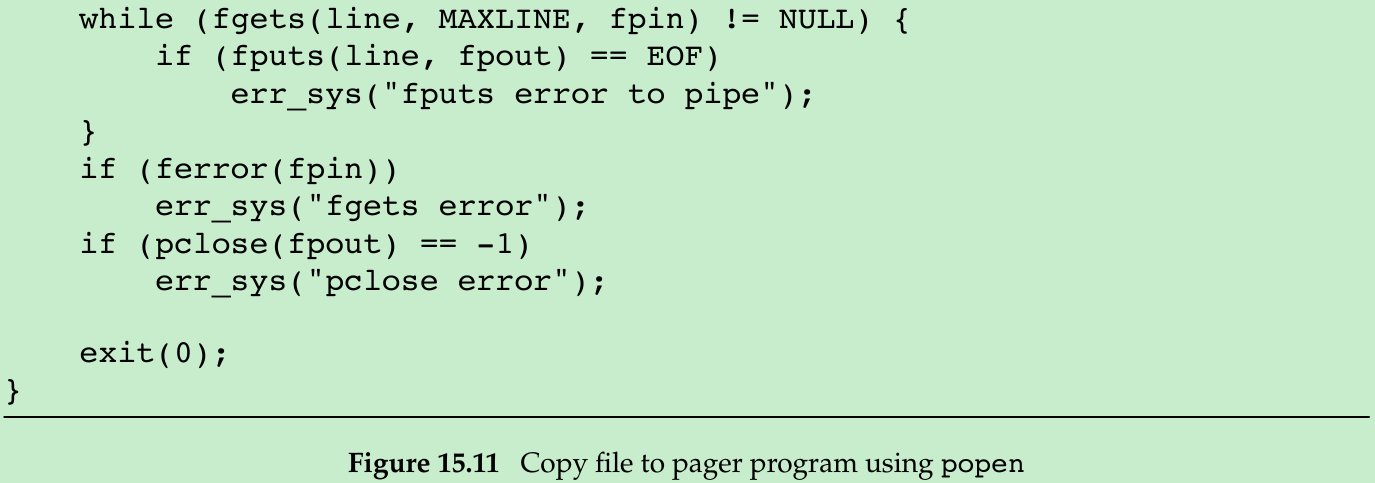 while (fgets(line, MAXLINE, fpin) != NULL) {
if (fputs(line, fpout) == EOF)
err_sys("fputs error to pipe");
}
if (ferror(fpin))
err_sys("fgets error");
if (pclose(fpout) == -1)
err_sys("pclose error");
exit(0);
}
Figure 15.11 Copy file to pager program using popen